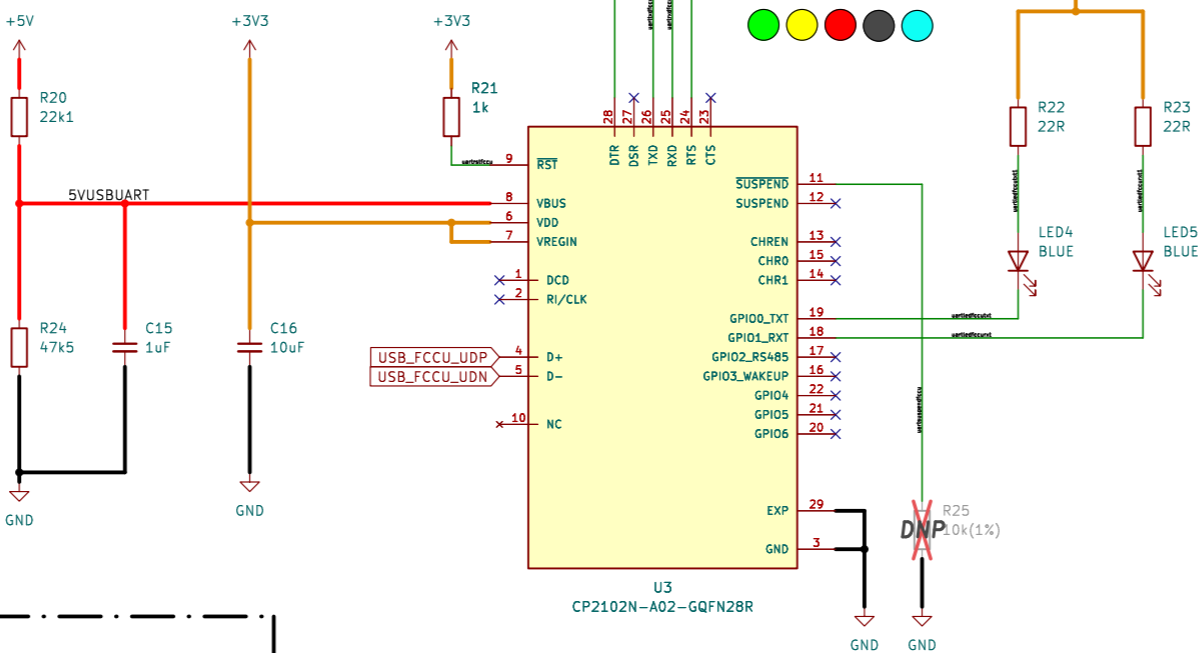 +5V
+3V3
+3V3
R20
22k1
R21
1k
5VUSBUART
R24
47k5
C15
1uF
C16
10uF
GND
GND
USB_FCCU_UDP
USB_FCCU_UDN
28
27
26
25
24
23
DTR
DSR
TXD
RXD
RTS
CTS
9
RST
8
VBUS
6
VDD
7
VREGIN
1
DCD
2
RI/CLK
4
D+
5
D-
10
NC
SUSPEND
11
SUSPEND
12
CHREN
13
CHR0
15
CHR1
14
GPIO0_TXT
19
GPIO1_RXT
18
GPIO2_RS485
17
GPIO3_WAKEUP
16
GPIO4
22
GPIO5
21
GPIO6
20
EXP
29
GND
3
U3
CP2102N-A02-GQFN28R
R22
22R
R23
22R
LED4
BLUE
LED5
BLUE
R25
10k(1%)
DNP
GND
GND